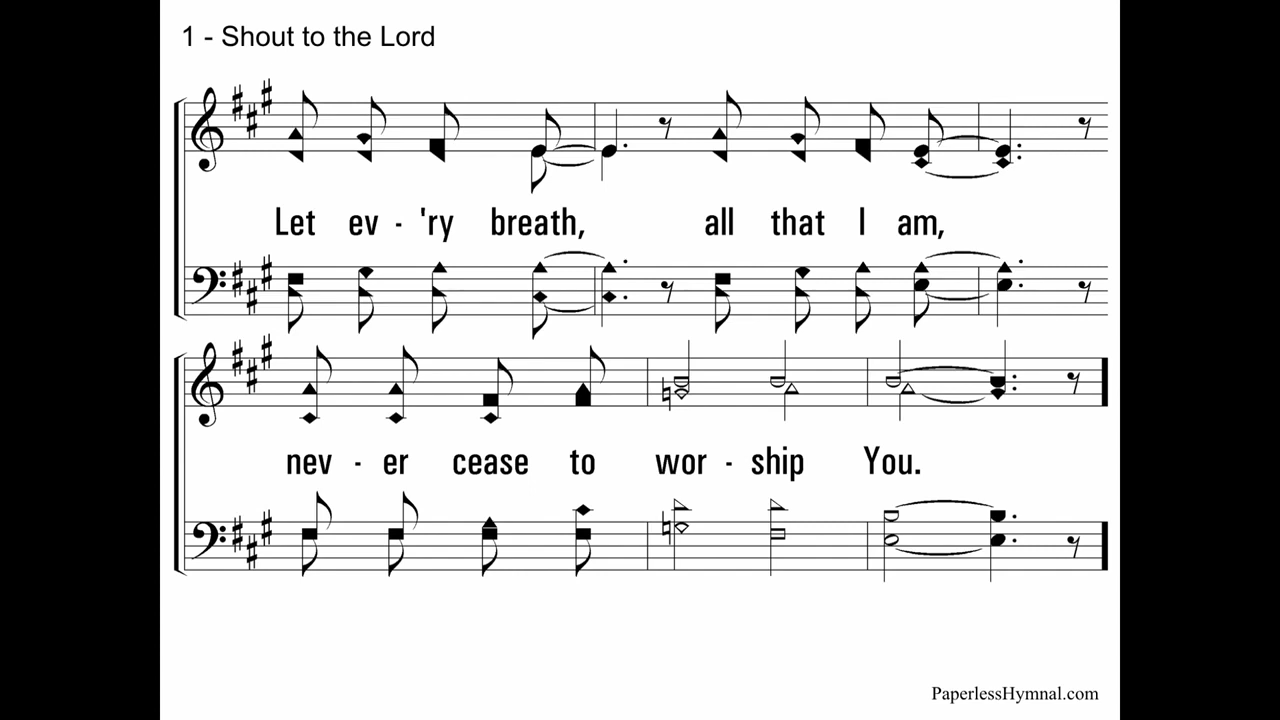 1 - Shout to the Lord
Let ev - 'ry breath, all that I am,
nev - er cease to wor - ship You.
PaperlessHymnal.com